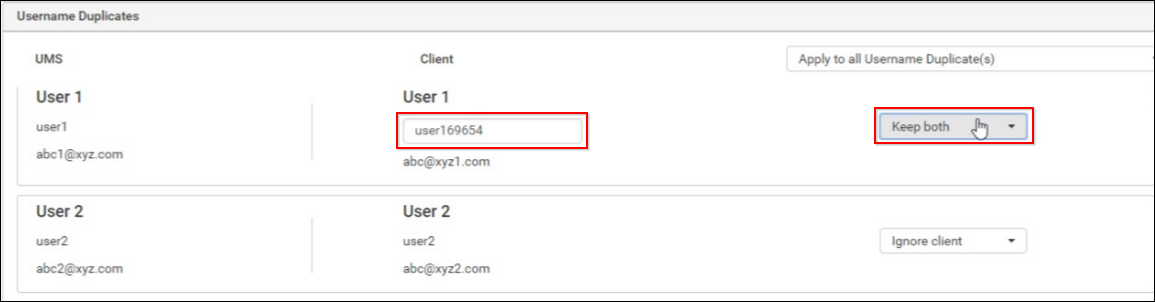 Username Duplicates
UMS Client Apply to all Username Duplicate(s)
User 1 User 1
user1 user169654 Keep both
abc1@xyz.com abc@xyz1.com
User 2 User 2
user2 user2 Ignore client
abc2@xyz.com abc@xyz2.com